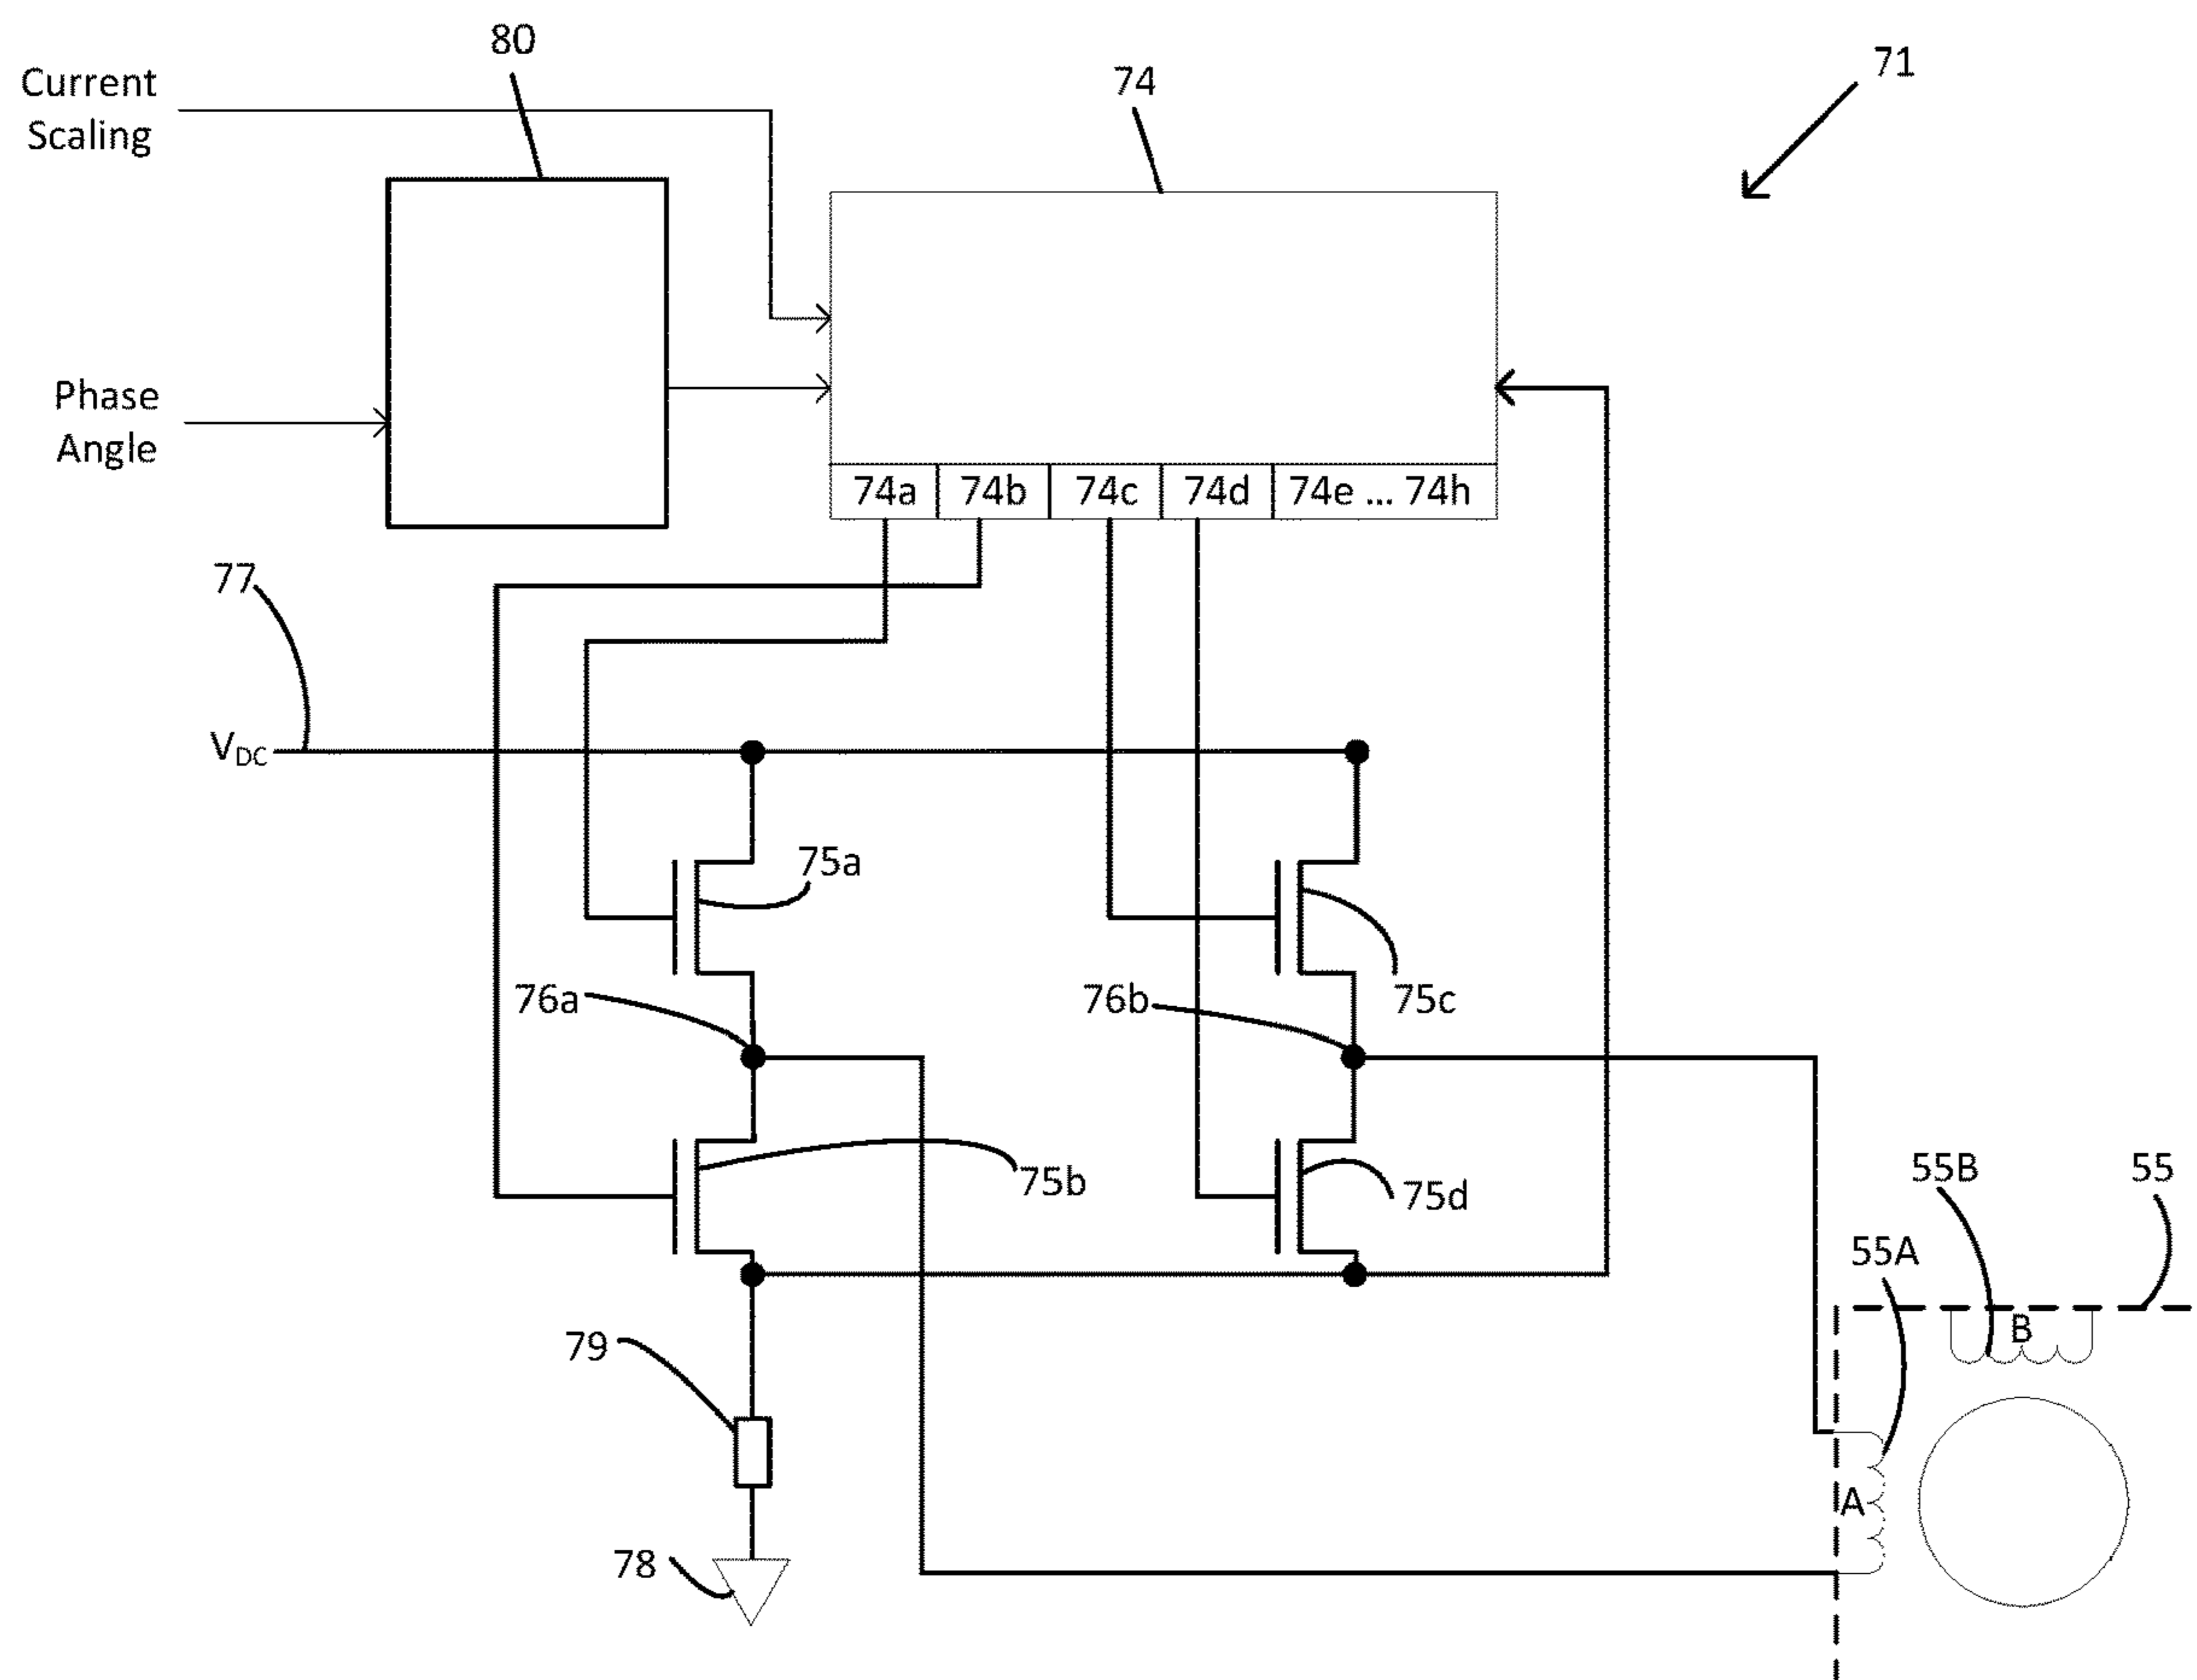 80
74
71
Current
Scaling
Phase
Angle
74a 74b 74c 74d 74e ... 74h
77
VDC
75a
76a
76b
75c
75b
75d
55B
55
55A
79
B
A
78